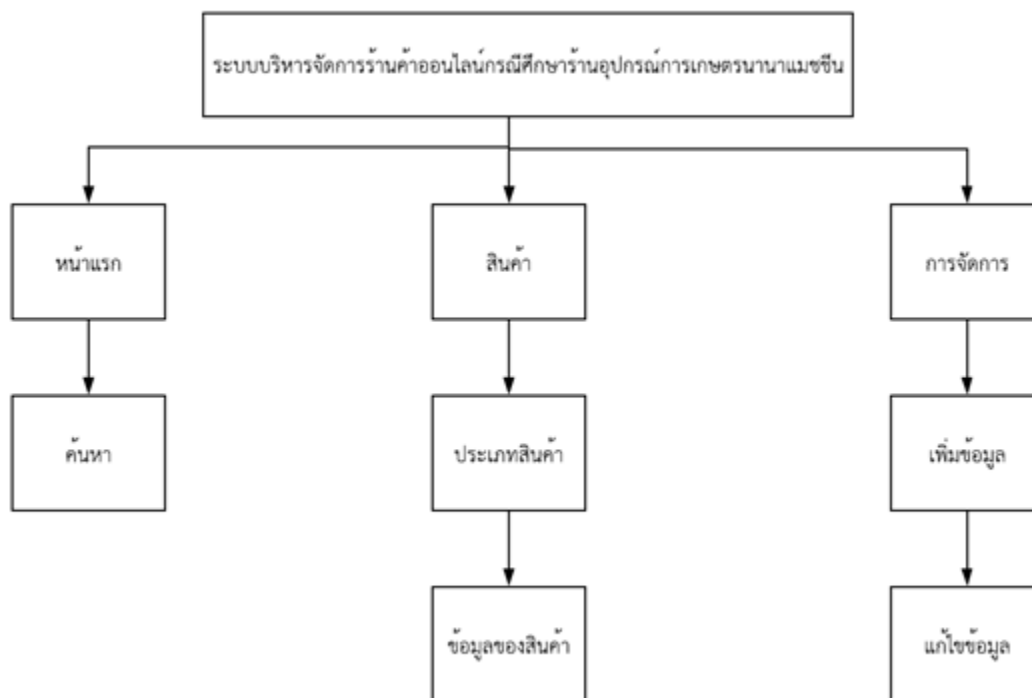 ระบบบริหารจัดการร้านค้าออนไลน์กรณีศึกษาร้านอุปกรณ์การเกษตรนานาแมชชีน
หน้าแรก
สินค้า
การจัดการ
ค้นหา
ประเภทสินค้า
เพิ่มข้อมูล
ข้อมูลของสินค้า
แก้ไขข้อมูล